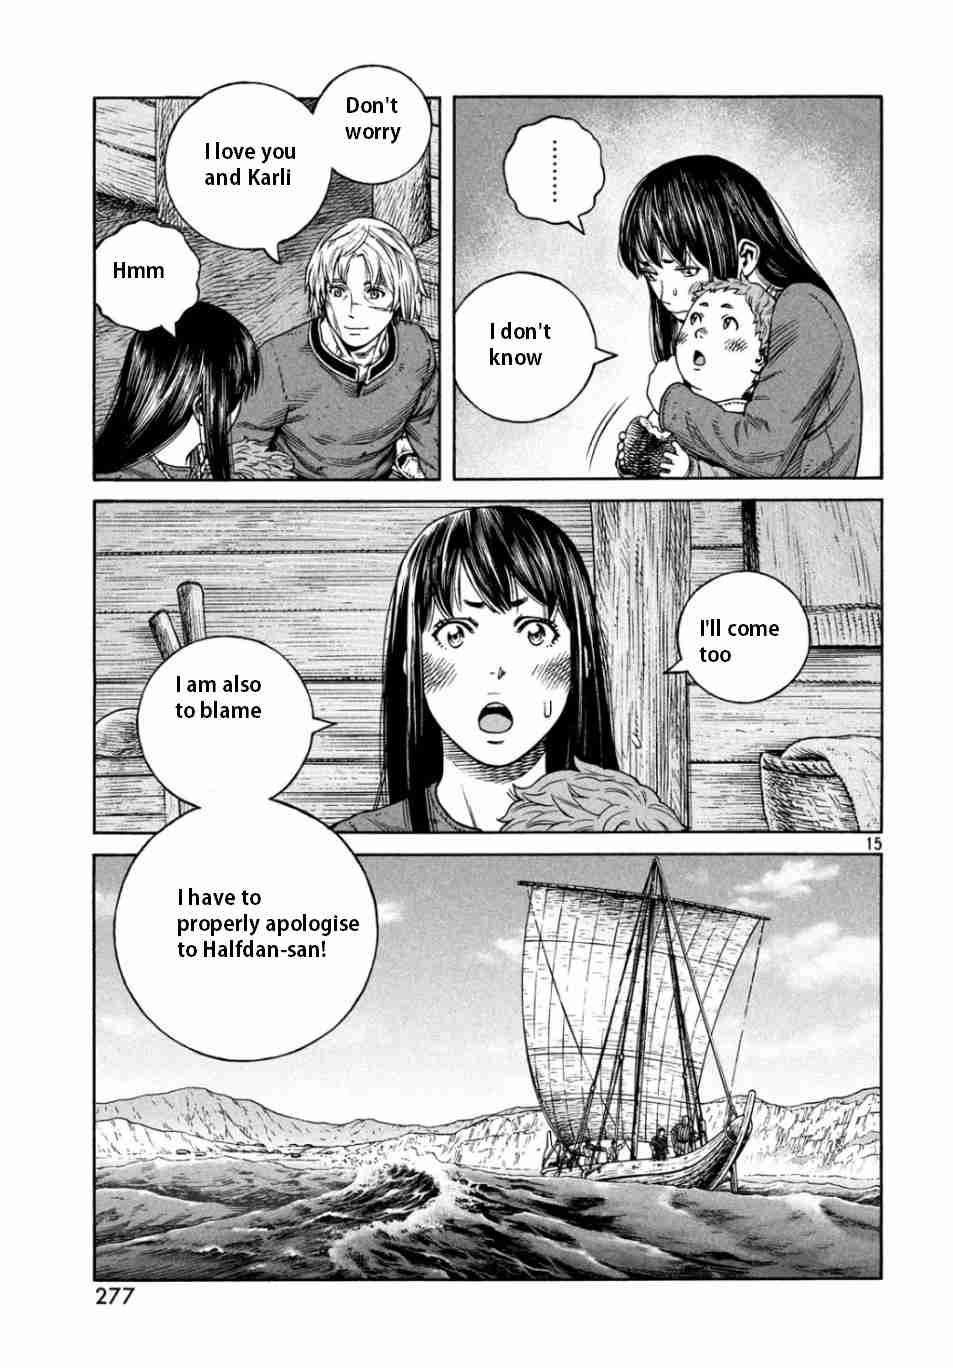 .........
I don't
know
Don't
worry
I love you
and Karli
Hmm
I'll come
too
I am also
to blame
15
I have to
properly apologise
to Halfdan-san!
277